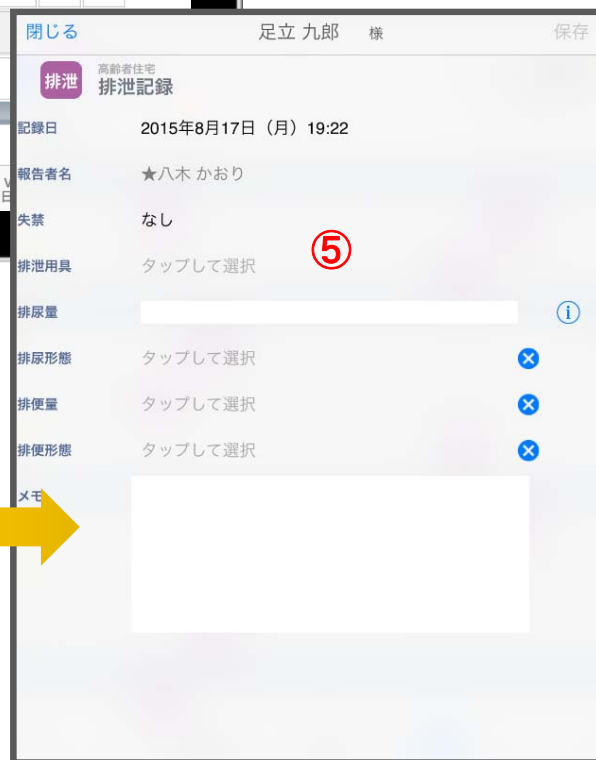 閉じる 足立 九郎 様 保存
排泄 高齢者住宅
排泄記録
記録日 2015年8月17日（月）19:22
報告者名 ★八木 かおり
失禁 なし
⑤
排泄用具 タップして選択
排尿量
排尿形態 タップして選択
排便量 タップして選択
排便形態 タップして選択
メモ